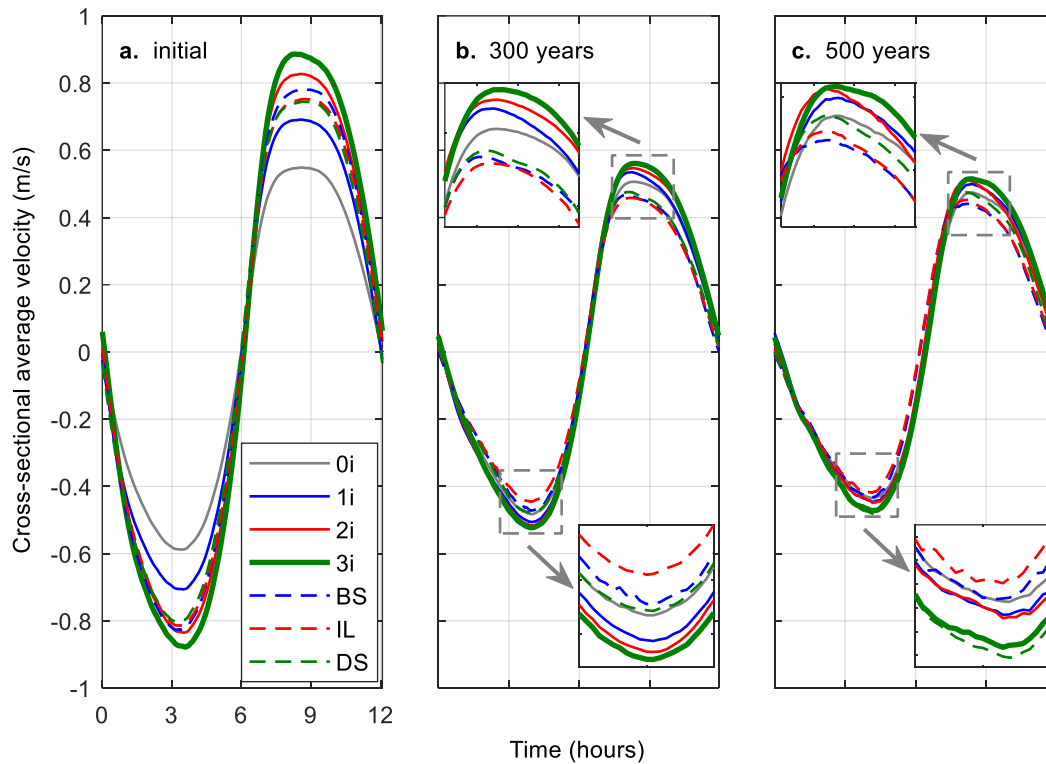 a. initial
b. 300 years
c. 500 years
1
0.8
0.6
0.4
0.2
0
-0.2
-0.4
-0.6
-0.8
-1
Cross-sectional average velocity (m/s)
0i
1i
2i
3i
BS
IL
DS
0 3 6 9 12
Time (hours)